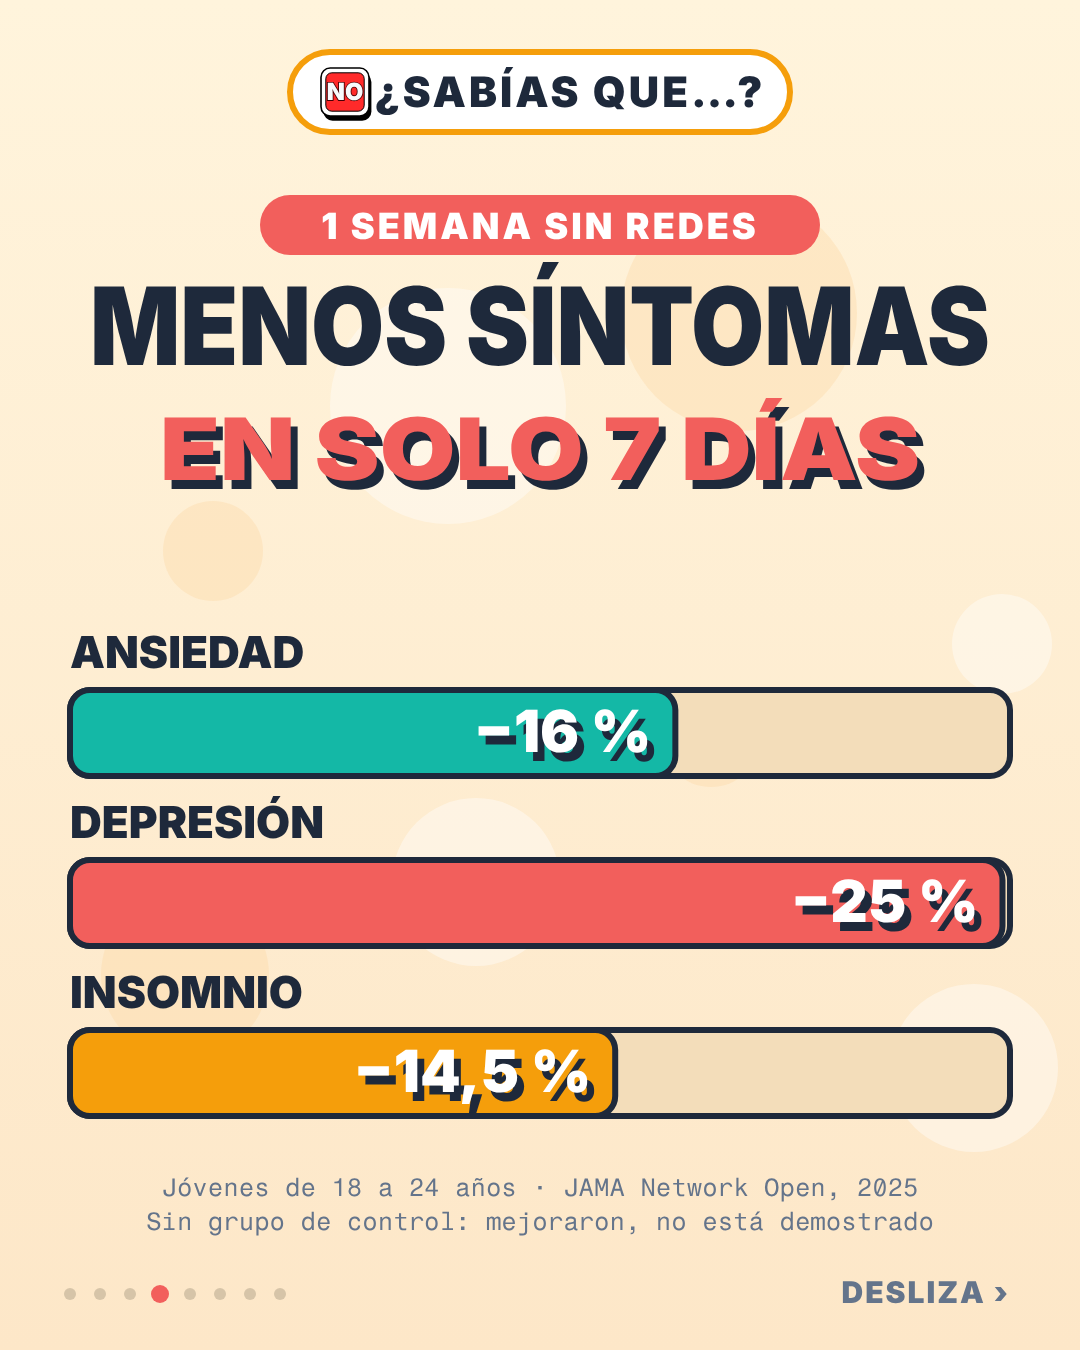 NO ¿SABÍAS QUE...?
1 SEMANA SIN REDES
MENOS SÍNTOMAS
EN SOLO 7 DÍAS
ANSIEDAD
−16 %
DEPRESIÓN
−25 %
INSOMNIO
−14,5 %
Jóvenes de 18 a 24 años · JAMA Network Open, 2025
Sin grupo de control: mejoraron, no está demostrado
DESLIZA ›